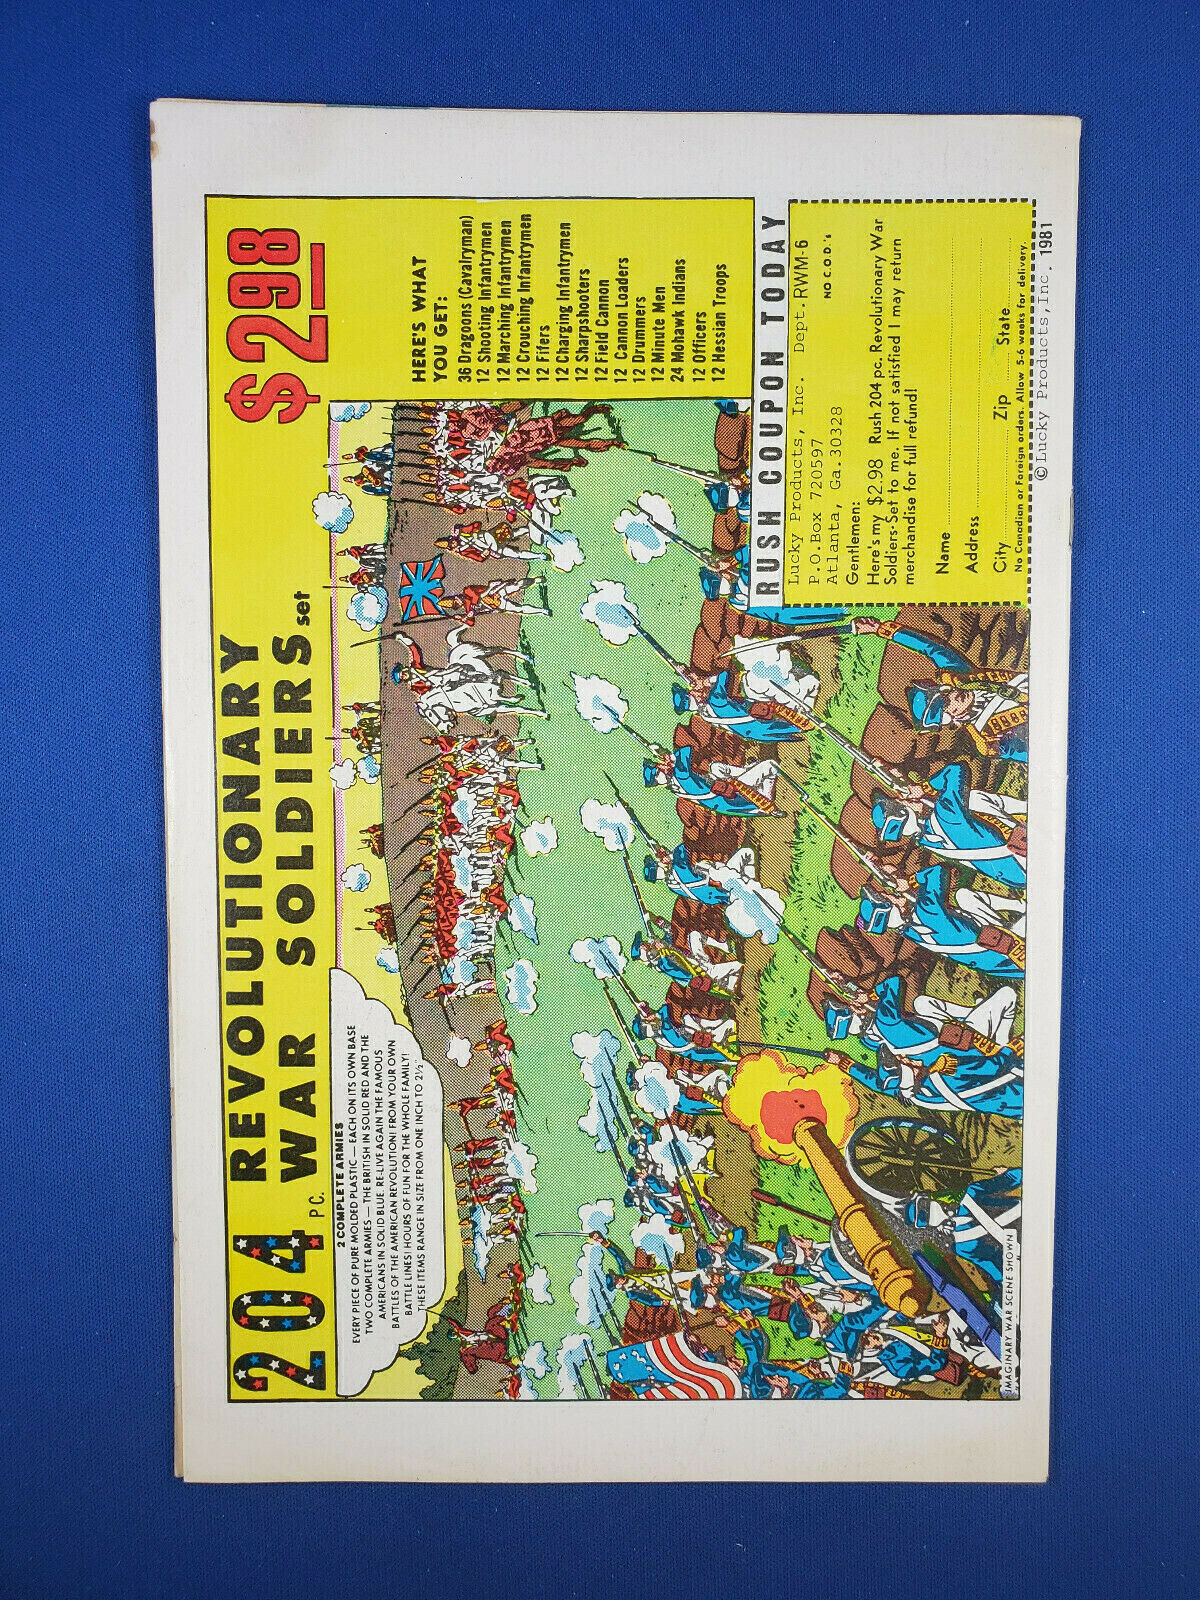 204 REVOLUTIONARY
PC. WAR SOLDIERS set
$2.98
2 COMPLETE ARMIES
EVERY PIECE OF PURE MOLDED PLASTIC — EACH ON ITS OWN BASE
TWO COMPLETE ARMIES — THE BRITISH IN SOLID RED AND THE
AMERICANS IN SOLID BLUE. RE-LIVE AGAIN THE FAMOUS
BATTLES OF THE AMERICAN REVOLUTION! FROM YOUR OWN
BATTLE LINES! HOURS OF FUN FOR THE WHOLE FAMILY!
THESE ITEMS RANGE IN SIZE FROM ONE INCH TO 2½"
HERE'S WHAT
YOU GET:
36 Dragoons (Cavalryman)
12 Shooting Infantrymen
12 Marching Infantrymen
12 Crouching Infantrymen
12 Fifers
12 Charging Infantrymen
12 Sharpshooters
12 Field Cannon
12 Cannon Loaders
12 Drummers
12 Minute Men
24 Mohawk Indians
12 Officers
12 Hessian Troops
RUSH COUPON TODAY
Lucky Products, Inc. Dept.RWM-6
P.O.Box 720597
NO C.O.D.'s
Atlanta, Ga.30328
Gentlemen:
Here's my $2.98 Rush 204 pc. Revolutionary War
Soldiers-Set to me. If not satisfied I may return
merchandise for full refund!
Name
Address
City Zip State
No Canadian or Foreign orders. Allow 5-6 weeks for delivery.
© Lucky Products, Inc. 1981
IMAGINARY WAR SCENE SHOWN